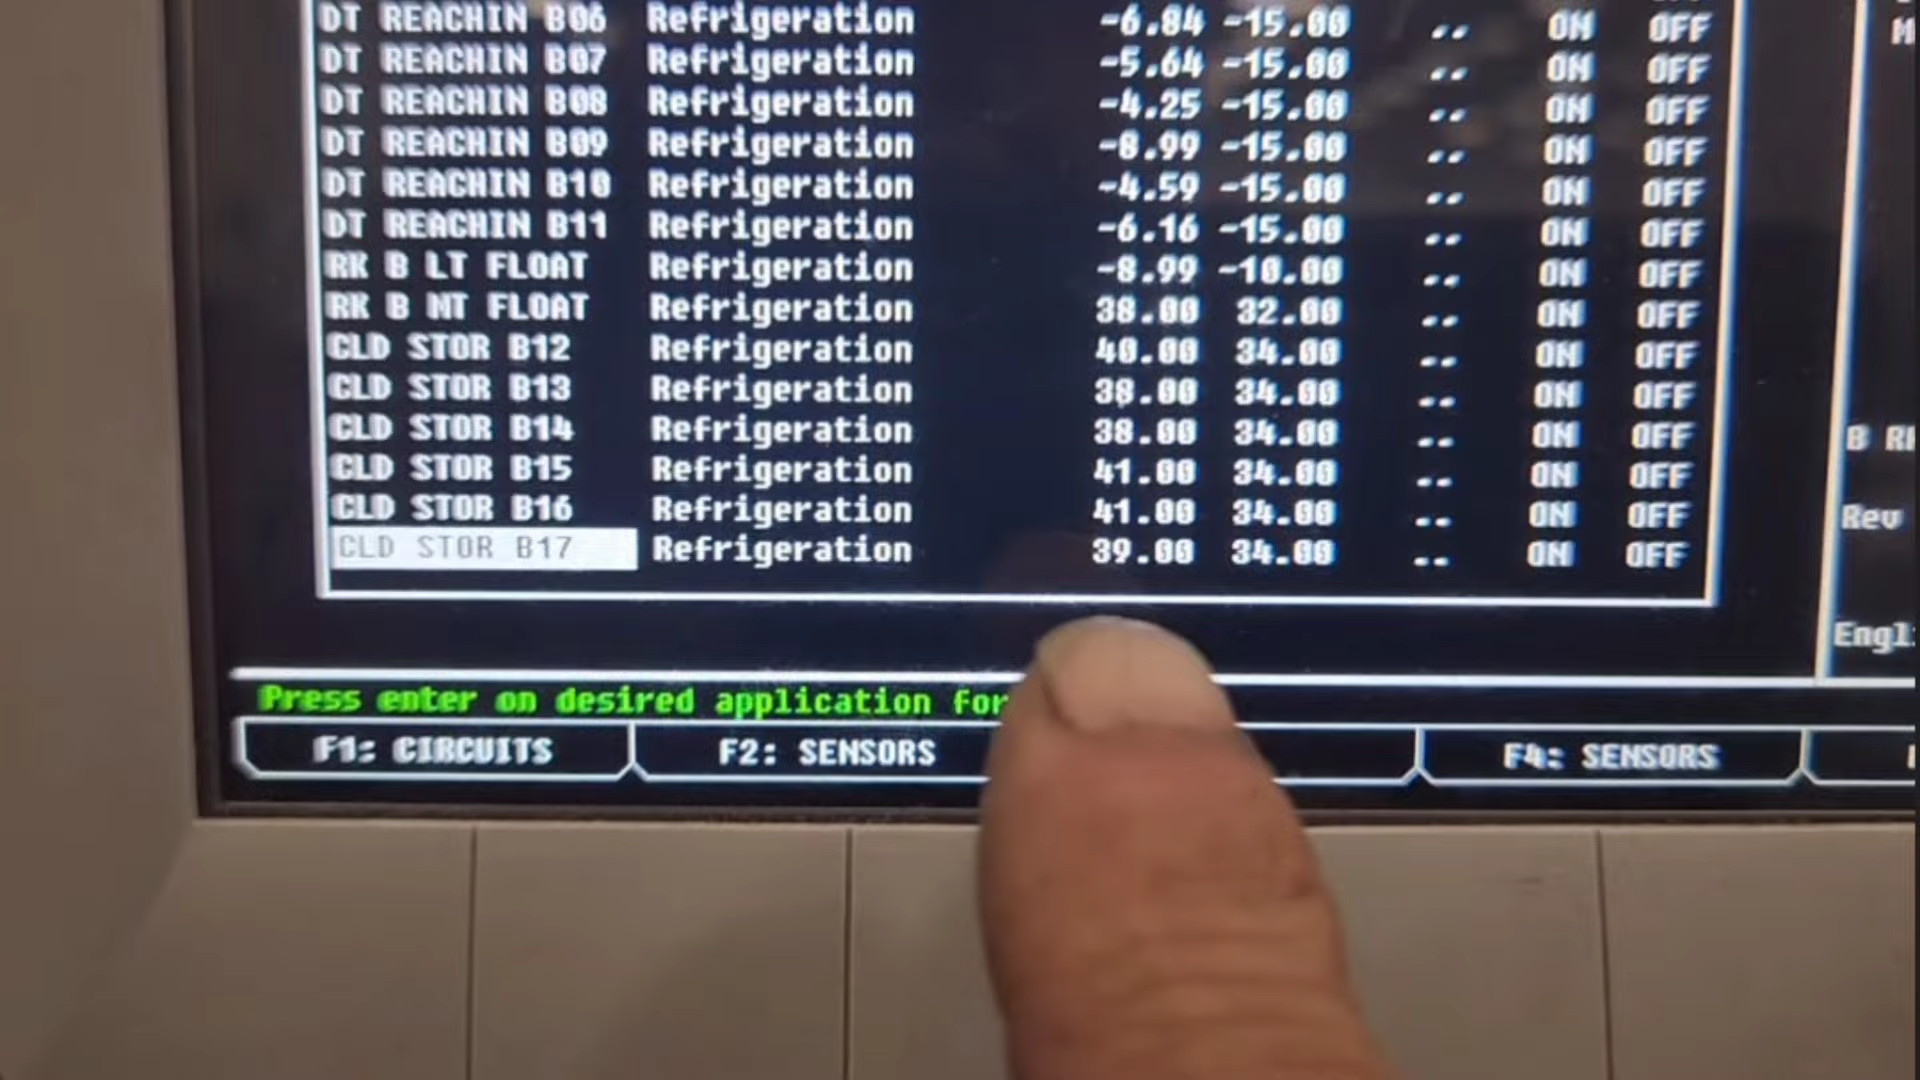 DT REACHIN B06 Refrigeration -6.84 -15.00 -- ON OFF
DT REACHIN B07 Refrigeration -5.64 -15.00 -- ON OFF
DT REACHIN B08 Refrigeration -4.25 -15.00 -- ON OFF
DT REACHIN B09 Refrigeration -8.99 -15.00 -- ON OFF
DT REACHIN B10 Refrigeration -4.59 -15.00 -- ON OFF
DT REACHIN B11 Refrigeration -6.16 -15.00 -- ON OFF
RK B LT FLOAT Refrigeration -8.99 -10.00 -- ON OFF
RK B MT FLOAT Refrigeration 38.00 32.00 -- ON OFF
CLD STOR B12 Refrigeration 40.00 34.00 -- ON OFF
CLD STOR B13 Refrigeration 38.00 34.00 -- ON OFF
CLD STOR B14 Refrigeration 38.00 34.00 -- ON OFF
B
CLD STOR B15 Refrigeration 41.00 34.00 -- ON OFF
CLD STOR B16 Refrigeration 41.00 34.00 -- ON OFF
Rev
CLD STOR B17 Refrigeration 39.00 34.00 -- ON OFF
Engl
Press enter on desired application for
F1: CIRCUITS F2: SENSORS F4: SENSORS